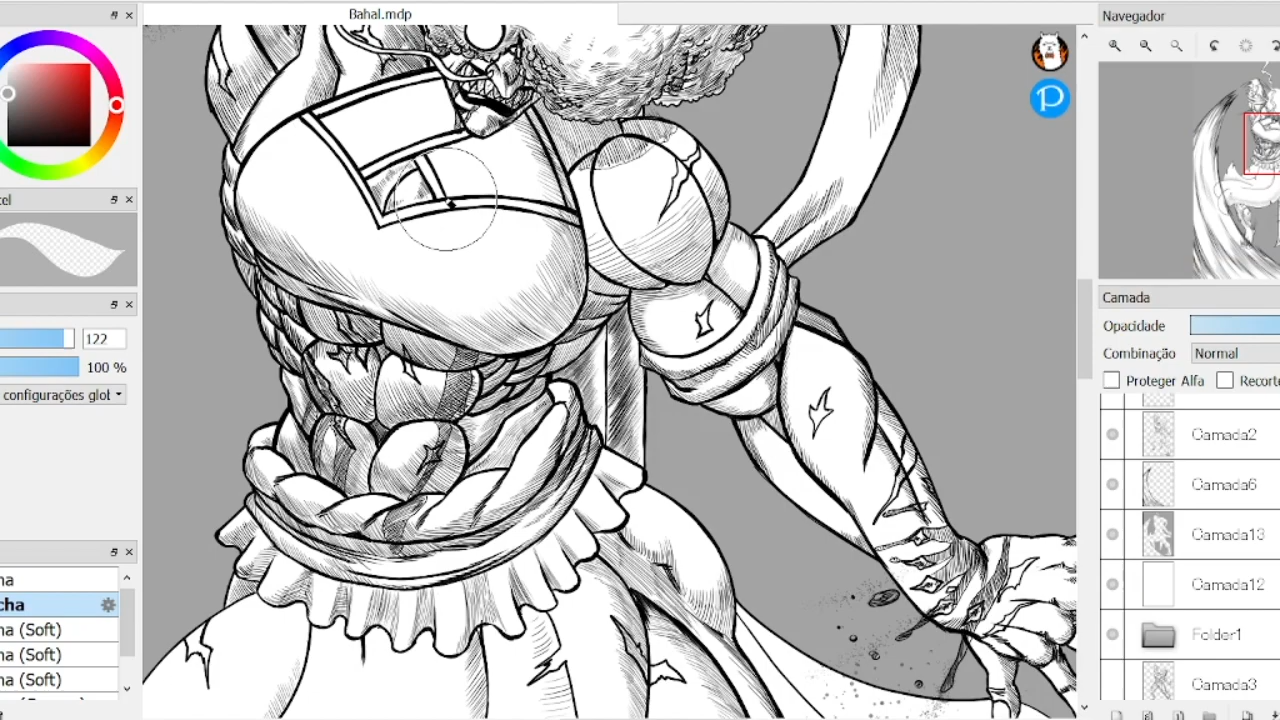 Bahal.mdp
cel
122
100 %
configurações glol
na
cha
na (Soft)
na (Soft)
na (Soft)
P
Navegador
Camada
Opacidade
Combinação Normal
Proteger Alfa Recorte
Camada2
Camada6
Camada13
Camada12
Folder1
Camada3